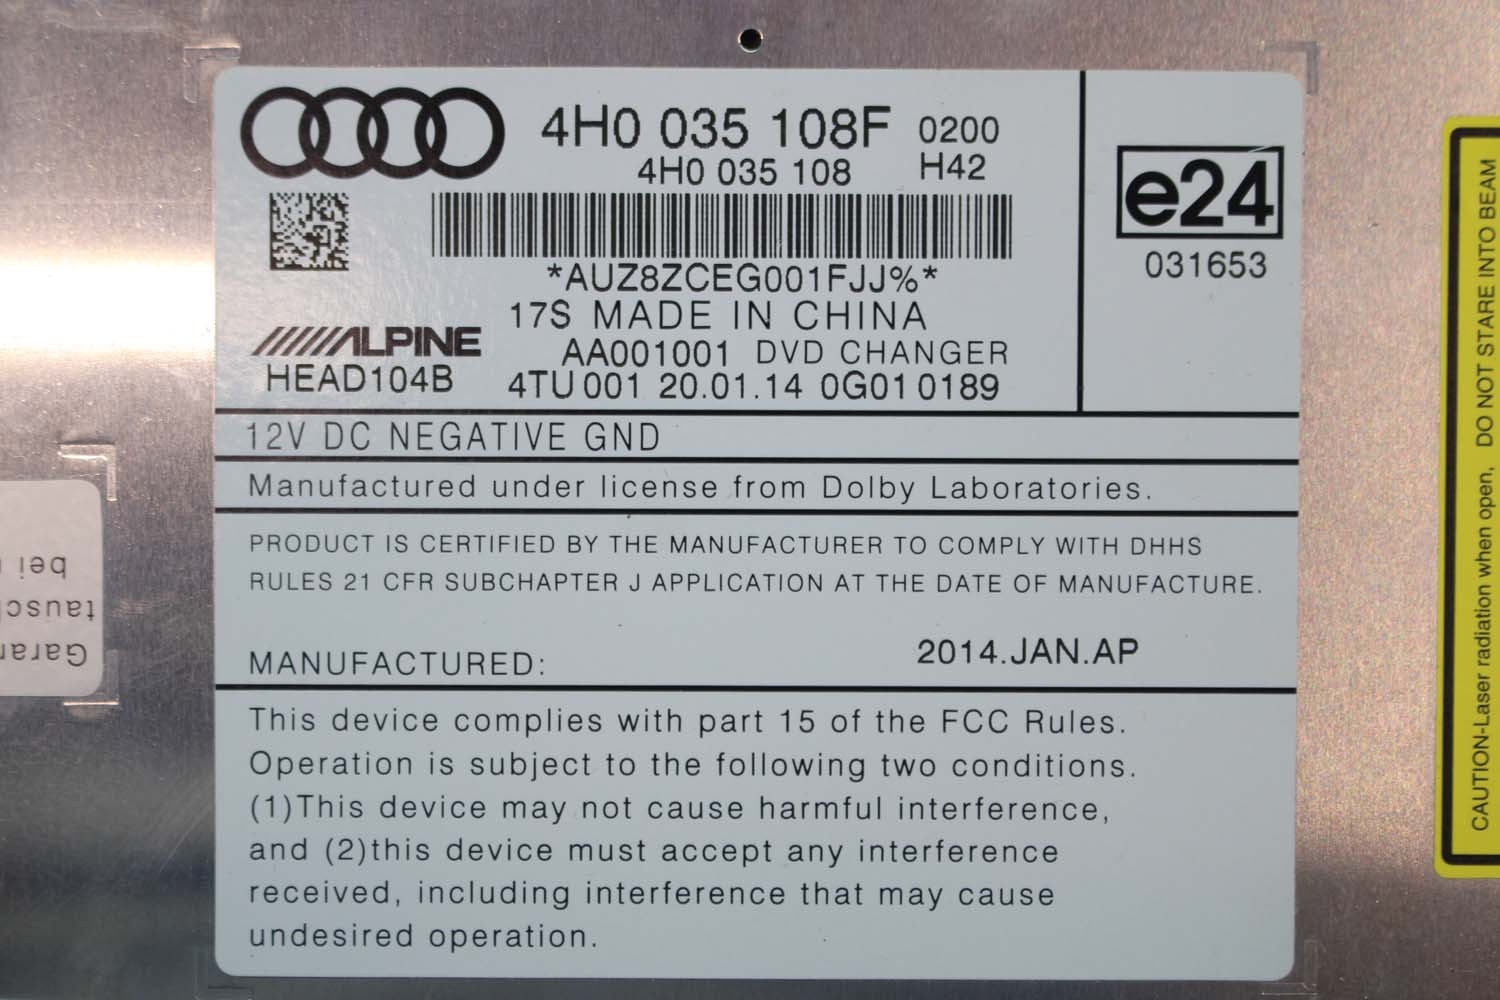 4H0 035 108F 0200
4H0 035 108 H42
e24
031653
*AUZ8ZCEG001FJJ%*
17S MADE IN CHINA
ALPINE
AA001001 DVD CHANGER
HEAD104B
4TU 001 20.01.14 0G01 0189
12V DC NEGATIVE GND
Manufactured under license from Dolby Laboratories.
PRODUCT IS CERTIFIED BY THE MANUFACTURER TO COMPLY WITH DHHS
RULES 21 CFR SUBCHAPTER J APPLICATION AT THE DATE OF MANUFACTURE.
MANUFACTURED: 2014.JAN.AP
This device complies with part 15 of the FCC Rules.
Operation is subject to the following two conditions.
(1)This device may not cause harmful interference,
and (2)this device must accept any interference
received, including interference that may cause
undesired operation.
CAUTION-Laser radiation when open, DO NOT STARE INTO BEAM
bei